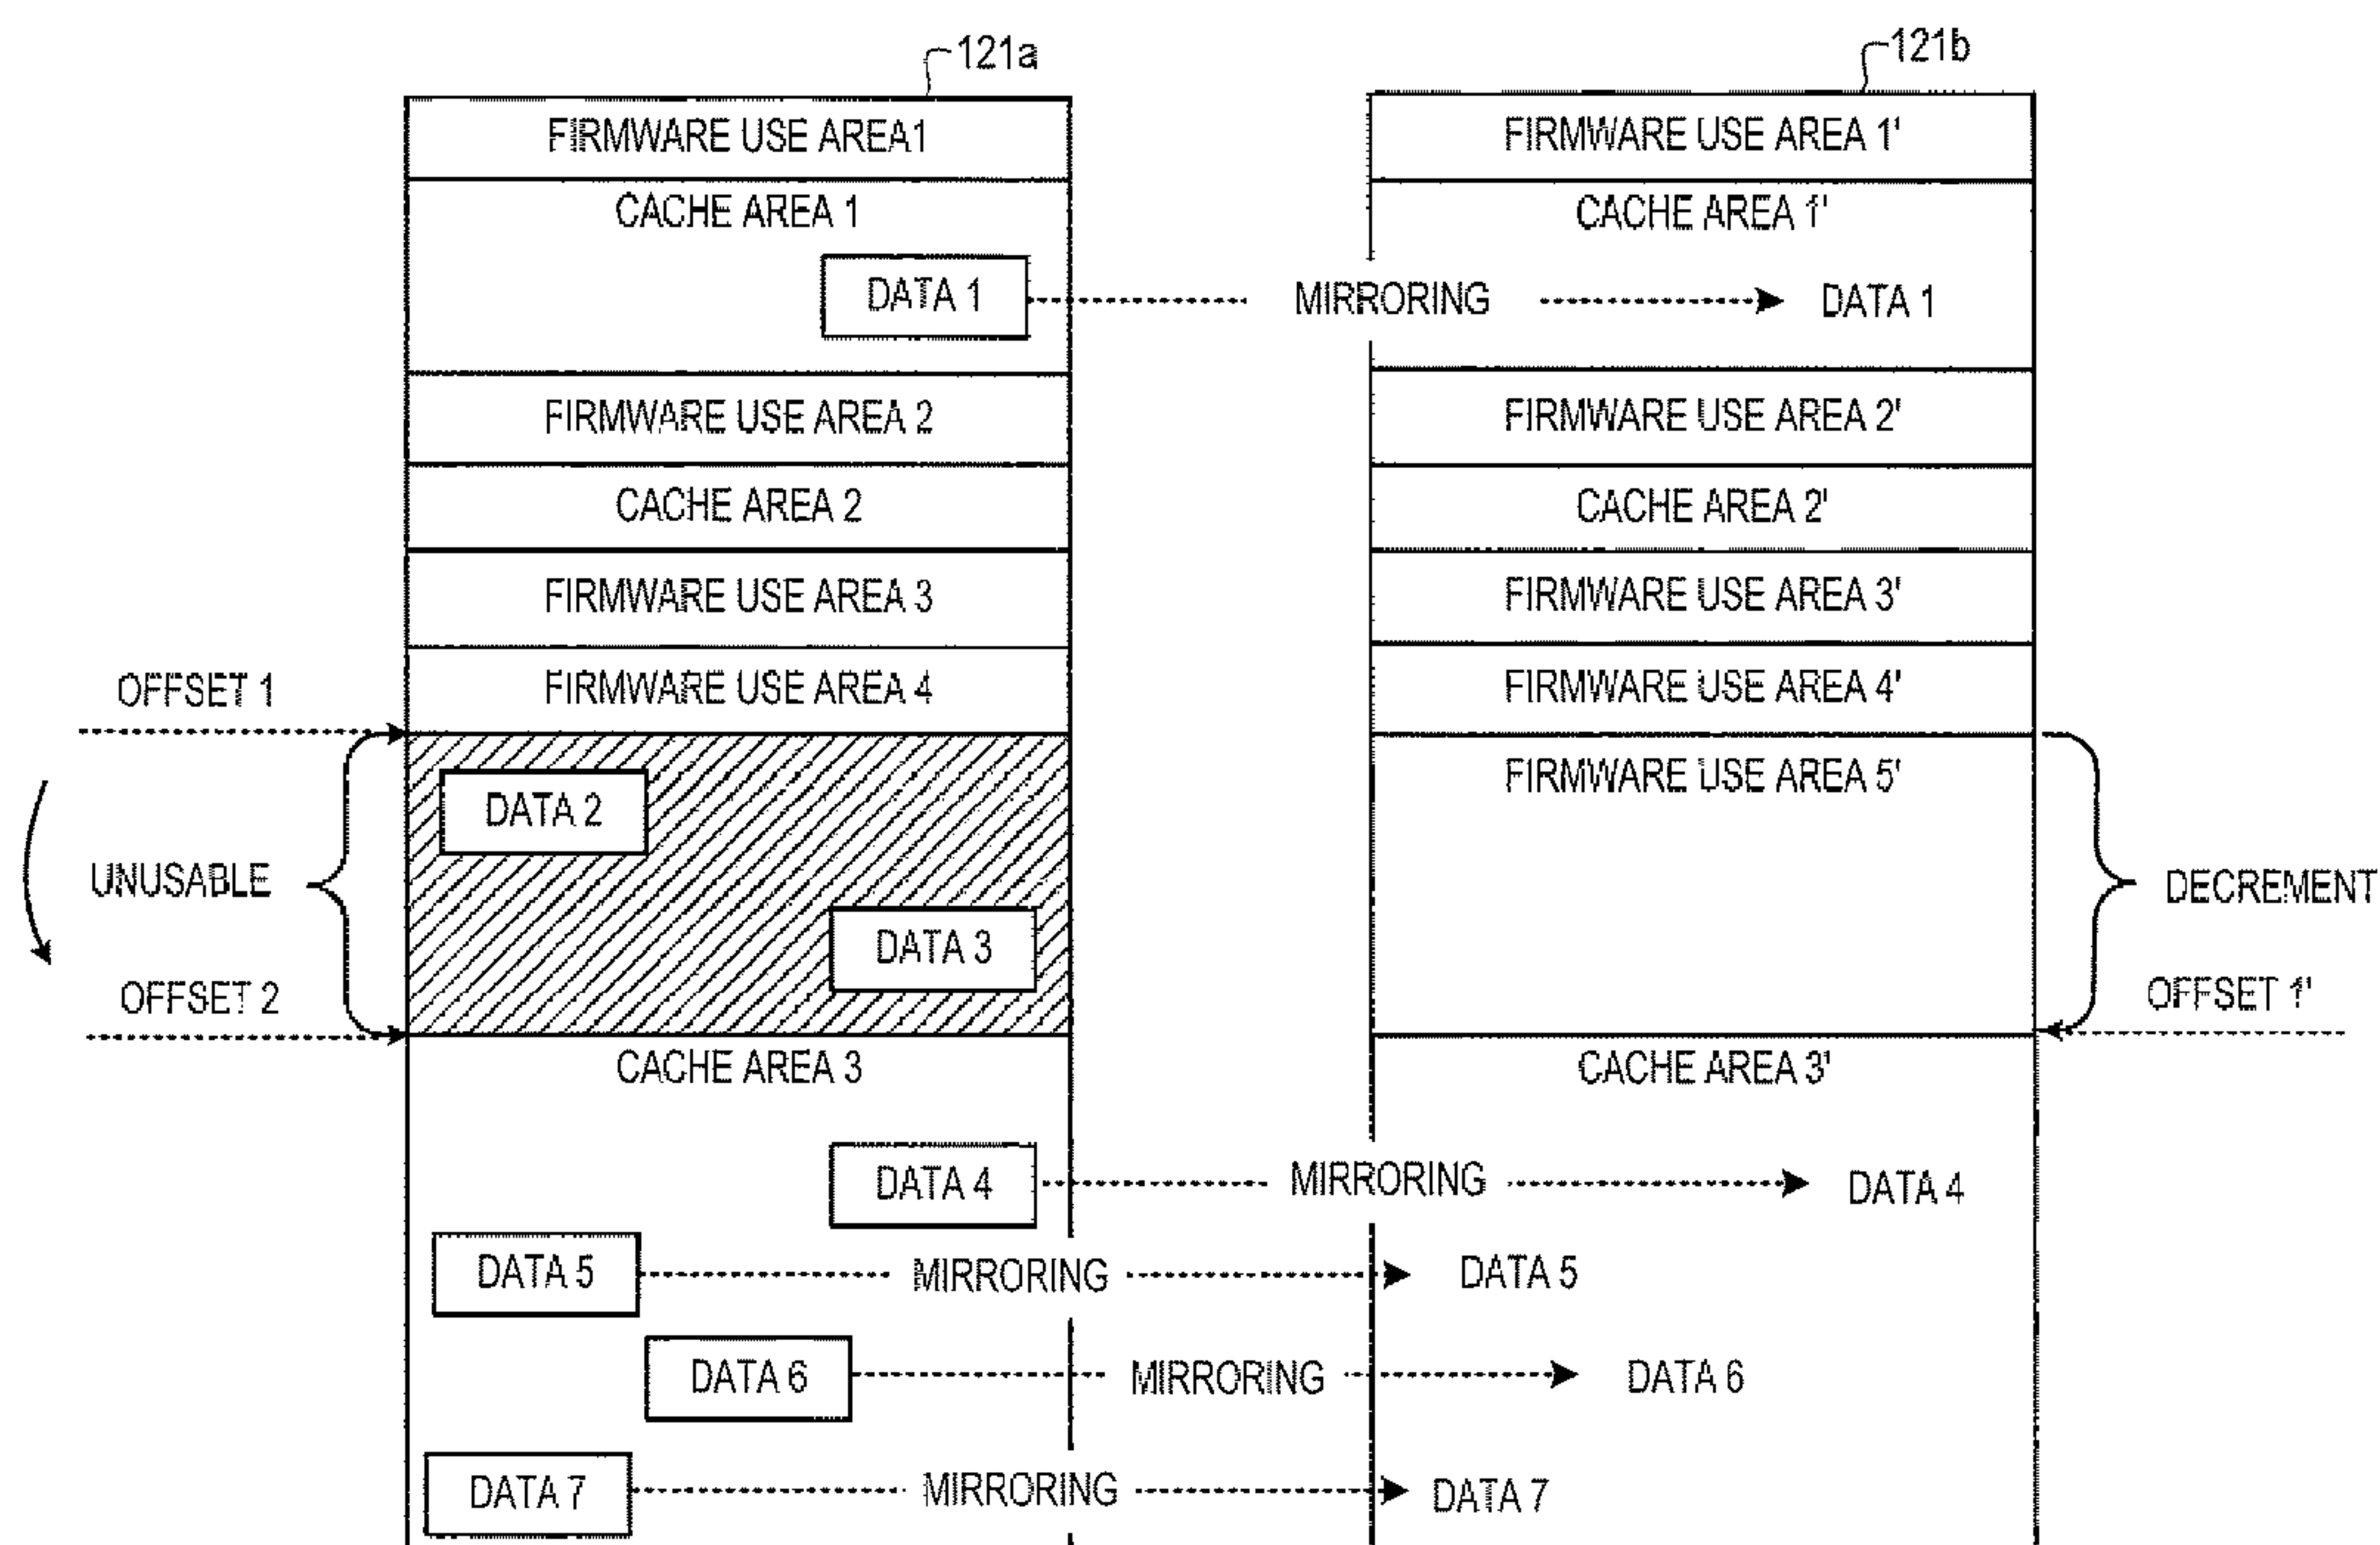 121a
121b
FIRMWARE USE AREA1
FIRMWARE USE AREA 1'
CACHE AREA 1
CACHE AREA 1'
DATA 1
MIRRORING
DATA 1
FIRMWARE USE AREA 2
FIRMWARE USE AREA 2'
CACHE AREA 2
CACHE AREA 2'
FIRMWARE USE AREA 3
FIRMWARE USE AREA 3'
OFFSET 1
FIRMWARE USE AREA 4
FIRMWARE USE AREA 4'
FIRMWARE USE AREA 5'
DATA 2
UNUSABLE
DECREMENT
DATA 3
OFFSET 2
OFFSET 1'
CACHE AREA 3
CACHE AREA 3'
DATA 4
MIRRORING
DATA 4
DATA 5
MIRRORING
DATA 5
DATA 6
MIRRORING
DATA 6
DATA 7
MIRRORING
DATA 7